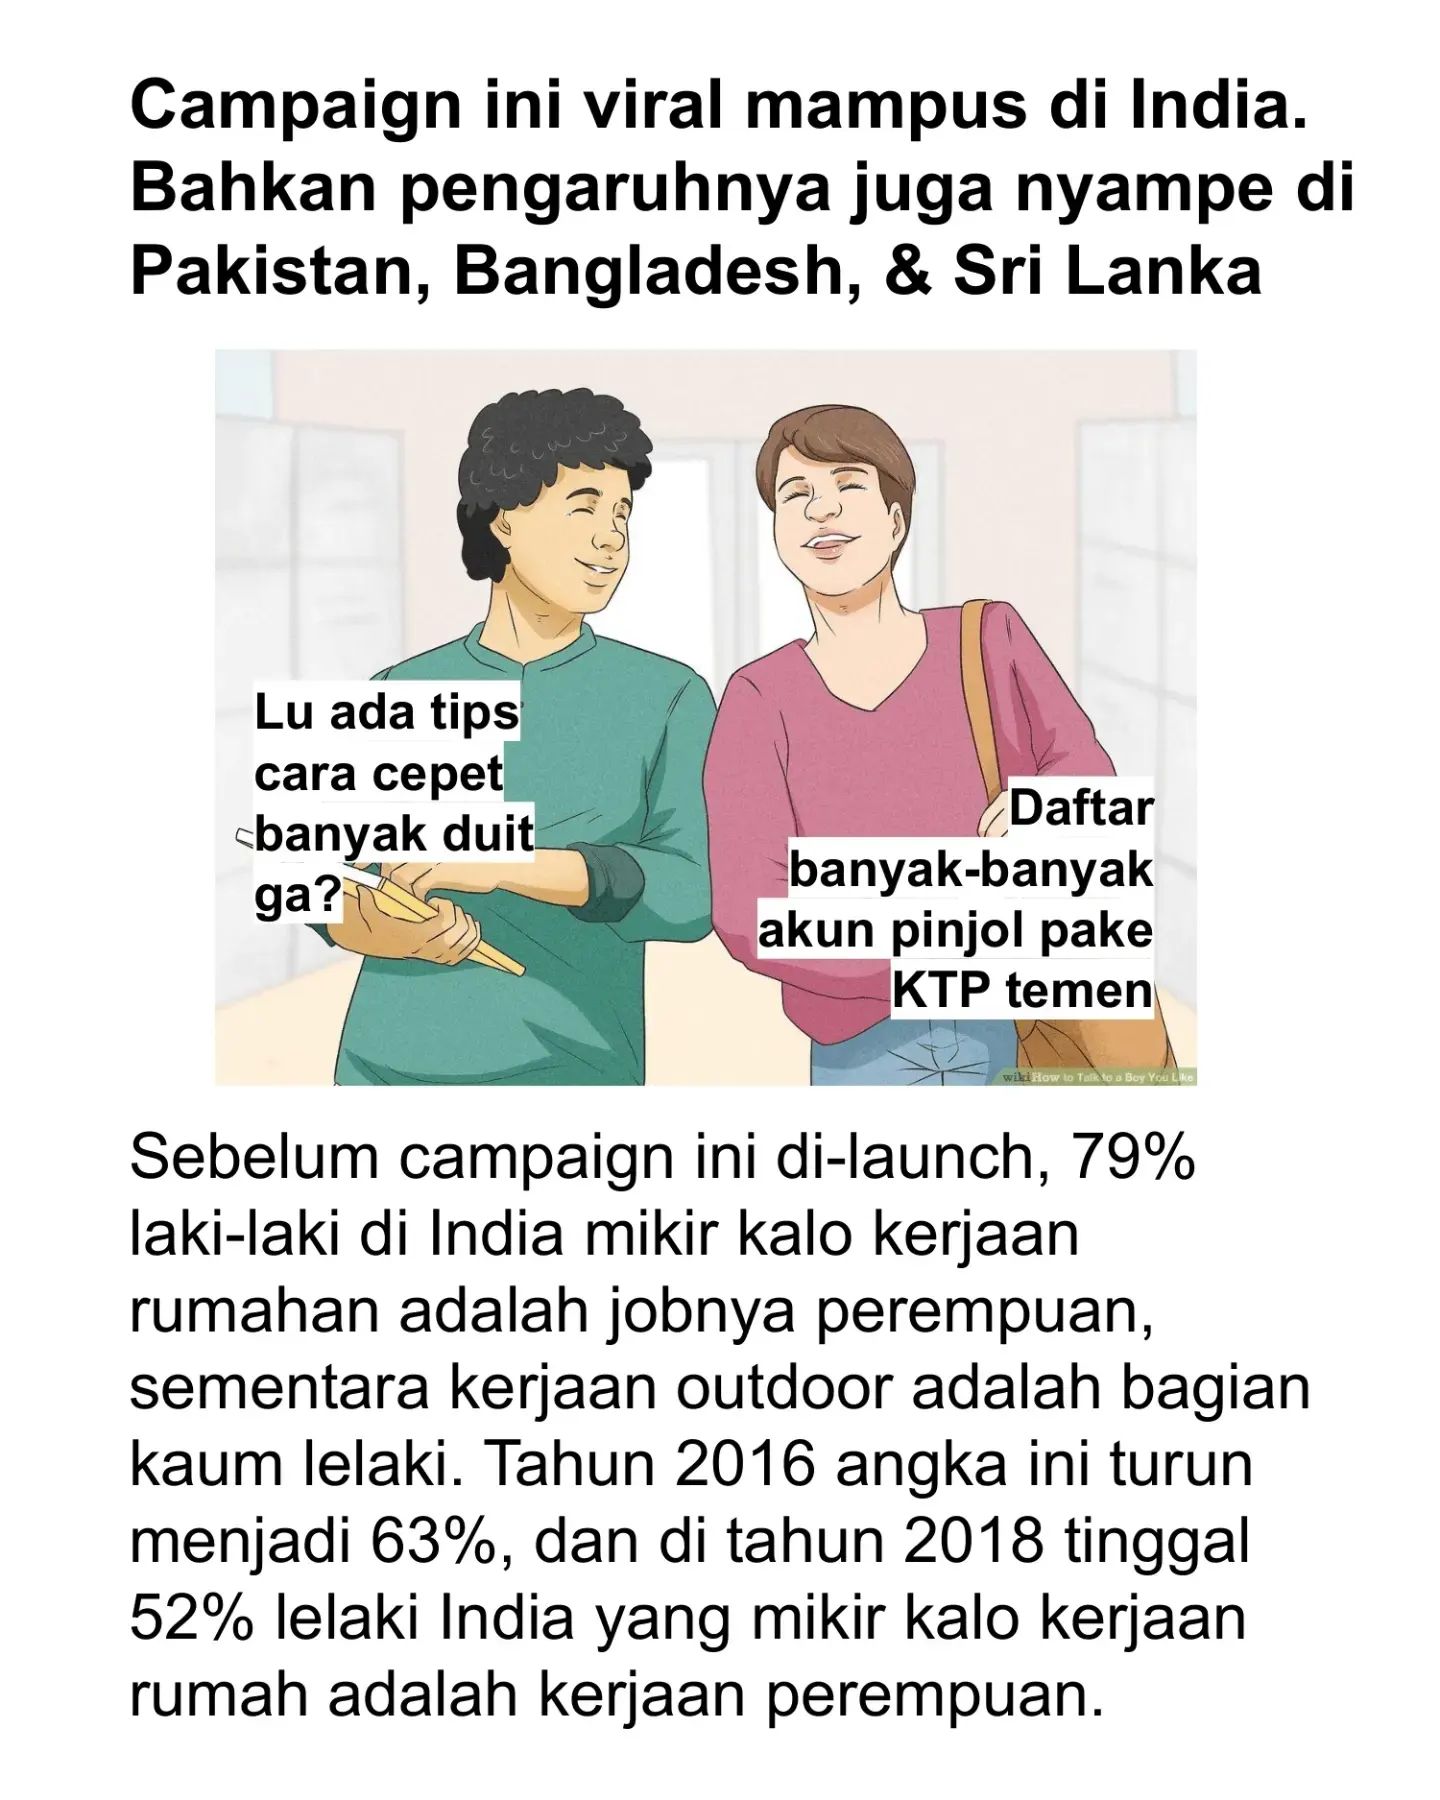 Campaign ini viral mampus di India.
Bahkan pengaruhnya juga nyampe di
Pakistan, Bangladesh, & Sri Lanka
Lu ada tips
cara cepet
banyak duit
ga?
Daftar
banyak-banyak
akun pinjol pake
KTP temen
wikiHow to Talk to a Boy You Like
Sebelum campaign ini di-launch, 79%
laki-laki di India mikir kalo kerjaan
rumahan adalah jobnya perempuan,
sementara kerjaan outdoor adalah bagian
kaum lelaki. Tahun 2016 angka ini turun
menjadi 63%, dan di tahun 2018 tinggal
52% lelaki India yang mikir kalo kerjaan
rumah adalah kerjaan perempuan.